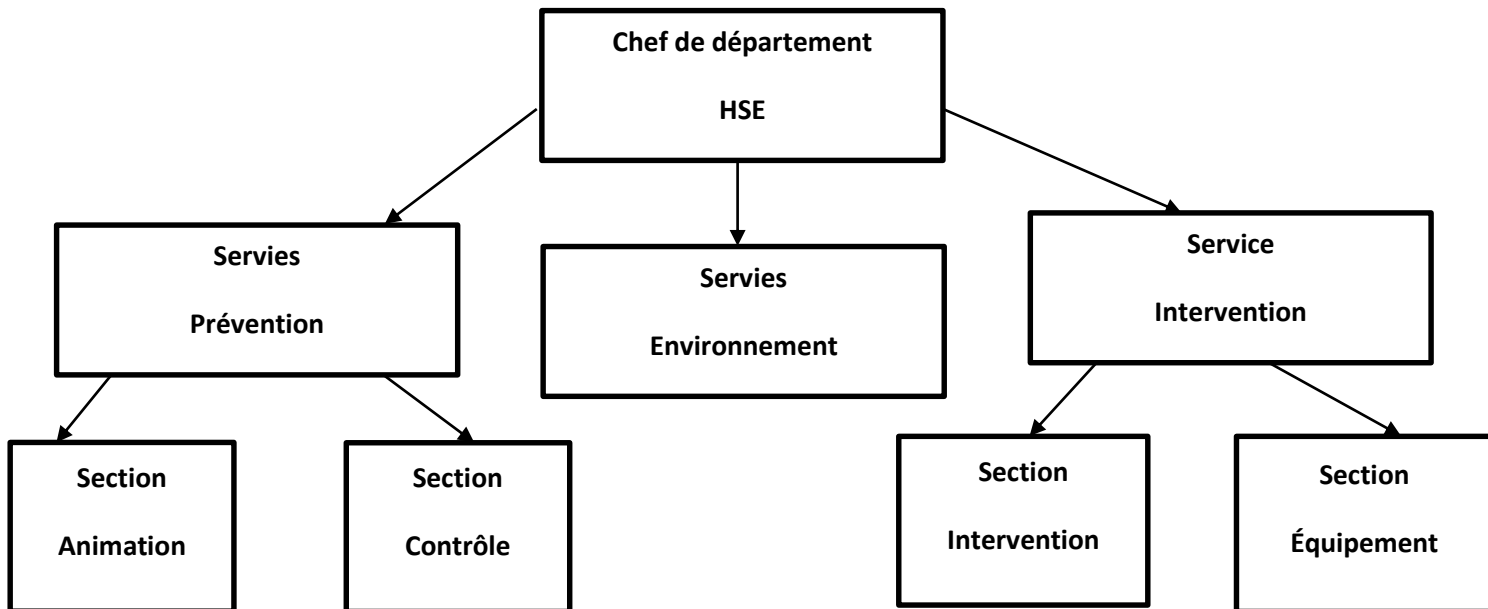 Chef de département
HSE
Servies
Prévention
Servies
Environnement
Service
Intervention
Section
Animation
Section
Contrôle
Section
Intervention
Section
Équipement